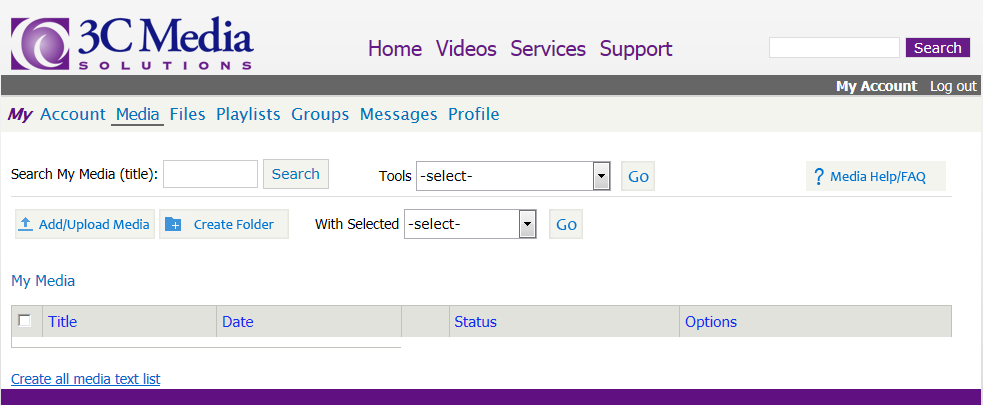 3C Media
SOLUTIONS
Home Videos Services Support
Search
My Account Log out
My Account Media Files Playlists Groups Messages Profile
Search My Media (title): Search Tools -select- Go ? Media Help/FAQ
Add/Upload Media Create Folder With Selected -select- Go
My Media
Title Date Status Options
Create all media text list